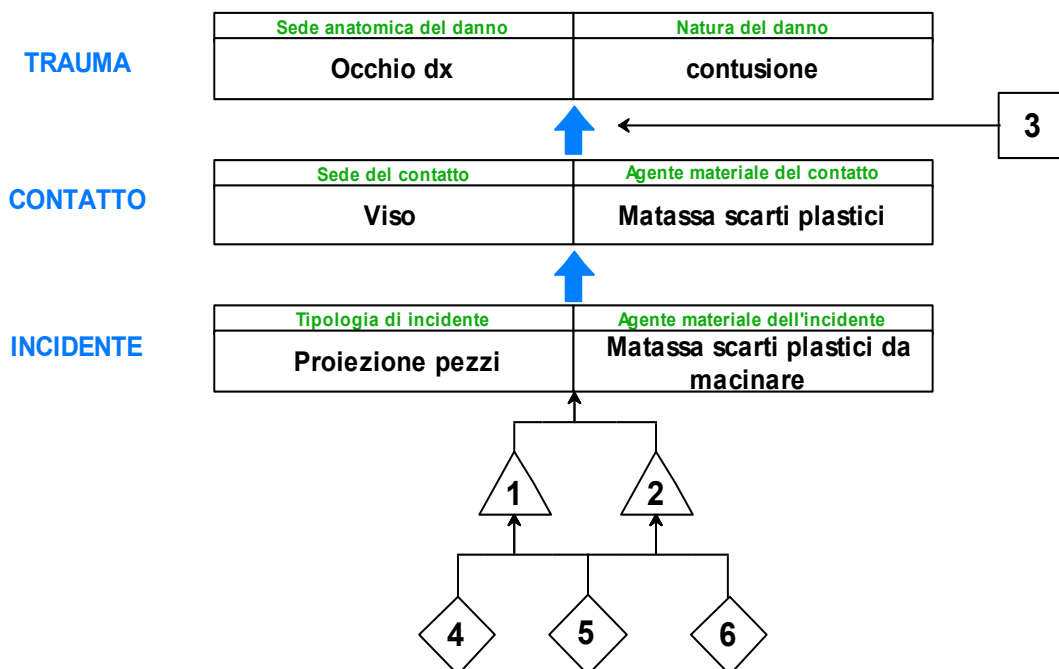 Sede anatomica del danno
Natura del danno
TRAUMA
Occhio dx
contusione
3
Sede del contatto
Agente materiale del contatto
CONTATTO
Viso
Matassa scarti plastici
Tipologia di incidente
Agente materiale dell'incidente
INCIDENTE
Proiezione pezzi
Matassa scarti plastici da
macinare
1
2
4
5
6